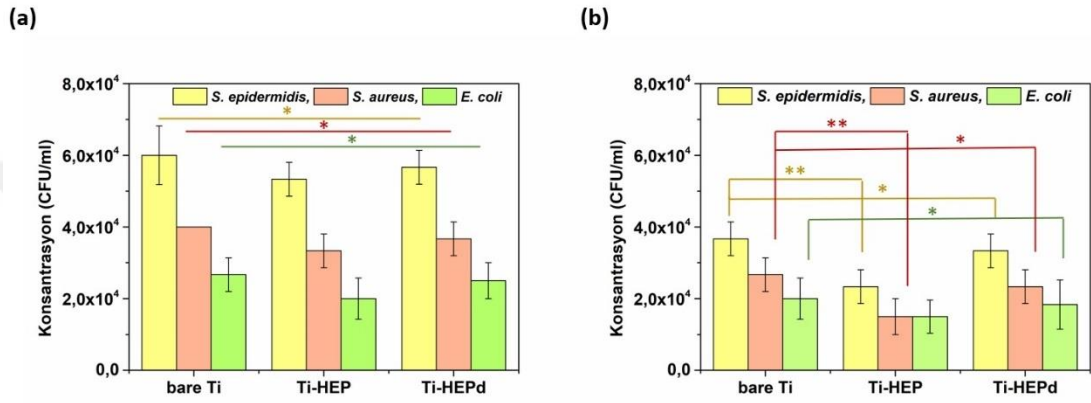 (a)
8,0x10⁴
6,0x10⁴
4,0x10⁴
2,0x10⁴
0,0
Konsantrasyon (CFU/ml)
S. epidermidis, S. aureus, E. coli
*
*
*
bare Ti Ti-HEP Ti-HEPd
(b)
8,0x10⁴
6,0x10⁴
4,0x10⁴
2,0x10⁴
0,0
Konsantrasyon (CFU/ml)
S. epidermidis, S. aureus, E. coli
**
*
**
*
*
bare Ti Ti-HEP Ti-HEPd